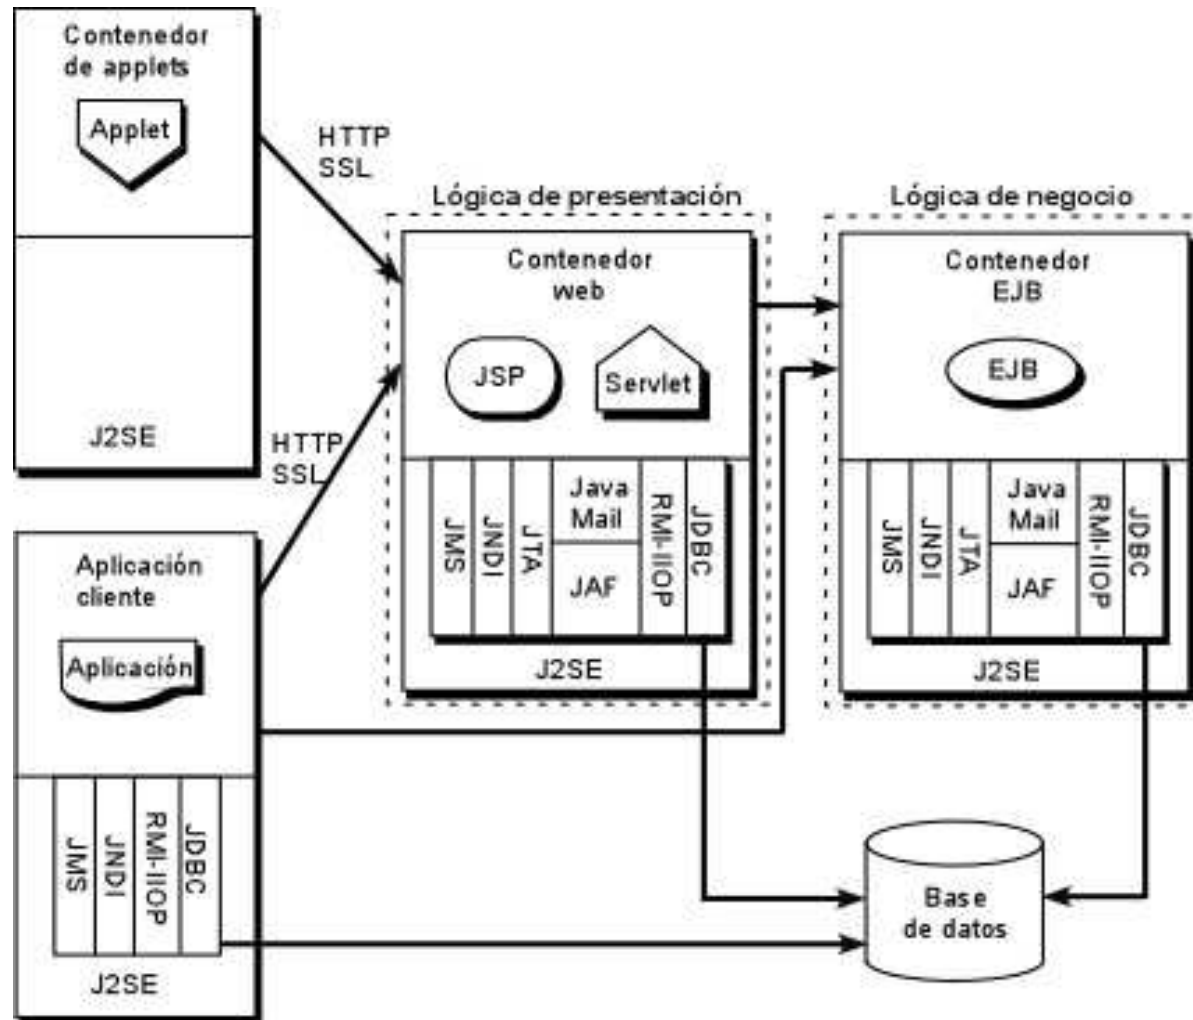 Contenedor
de applets
Applet
J2SE
HTTP
SSL
HTTP
SSL
Aplicación
cliente
Aplicación
JMS
JNDI
RMI-IIOP
JDBC
J2SE
Lógica de presentación
Contenedor
web
JSP
Servlet
JMS
JNDI
JTA
Java
Mail
JAF
RMI-IIOP
JDBC
J2SE
Lógica de negocio
Contenedor
EJB
EJB
JMS
JNDI
JTA
Java
Mail
JAF
RMI-IIOP
JDBC
J2SE
Base
de datos